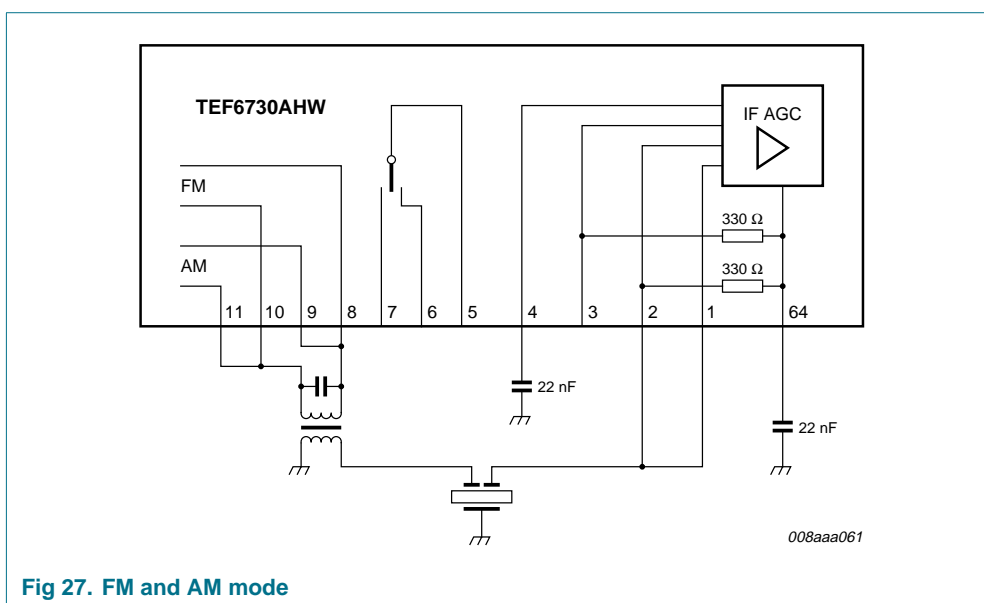 TEF6730AHW
IF AGC
FM
330 Ω
AM
330 Ω
11 10 9 8 7 6 5 4 3 2 1 64
22 nF
22 nF
008aaa061
Fig 27. FM and AM mode